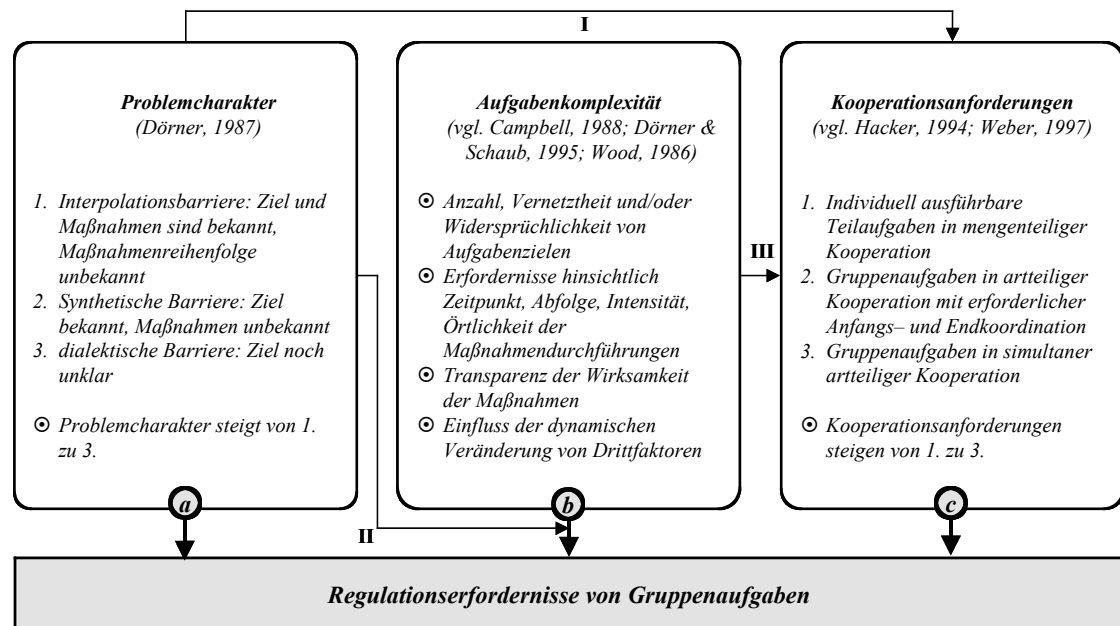 I
Problemcharakter
(Dörner, 1987)
1. Interpolationsbarriere: Ziel und
Maßnahmen sind bekannt,
Maßnahmenreihenfolge
unbekannt
2. Synthetische Barriere: Ziel
bekannt, Maßnahmen unbekannt
3. dialektische Barriere: Ziel noch
unklar
Problemcharakter steigt von 1.
zu 3.
a
II
Aufgabenkomplexität
(vgl. Campbell, 1988; Dörner &
Schaub, 1995; Wood, 1986)
Anzahl, Vernetztheit und/oder
Widersprüchlichkeit von
Aufgabenzielen
Erfordernisse hinsichtlich
Zeitpunkt, Abfolge, Intensität,
Örtlichkeit der
Maßnahmendurchführungen
Transparenz der Wirksamkeit
der Maßnahmen
Einfluss der dynamischen
Veränderung von Drittfaktoren
b
III
Kooperationsanforderungen
(vgl. Hacker, 1994; Weber, 1997)
1. Individuell ausführbare
Teilaufgaben in mengenteiliger
Kooperation
2. Gruppenaufgaben in artteiliger
Kooperation mit erforderlicher
Anfangs– und Endkoordination
3. Gruppenaufgaben in simultaner
artteiliger Kooperation
Kooperationsanforderungen
steigen von 1. zu 3.
c
Regulationserfordernisse von Gruppenaufgaben